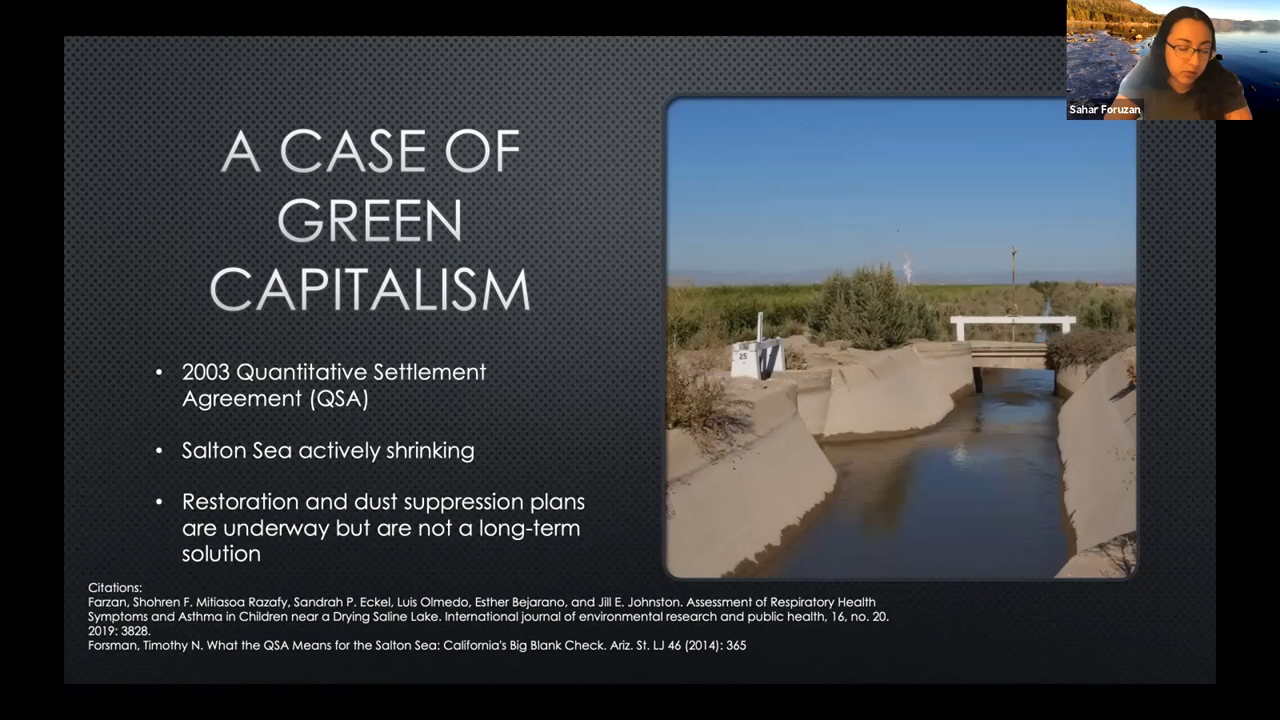 Sahar Foruzan
A CASE OF
GREEN
CAPITALISM
• 2003 Quantitative Settlement
Agreement (QSA)
• Salton Sea actively shrinking
• Restoration and dust suppression plans
are underway but are not a long-term
solution
25
Citations:
Farzan, Shohren F. Mitiasoa Razafy, Sandrah P. Eckel, Luis Olmedo, Esther Bejarano, and Jill E. Johnston. Assessment of Respiratory Health
Symptoms and Asthma in Children near a Drying Saline Lake. International journal of environmental research and public health, 16, no. 20.
2019: 3828.
Forsman, Timothy N. What the QSA Means for the Salton Sea: California's Big Blank Check. Ariz. St. LJ 46 (2014): 365